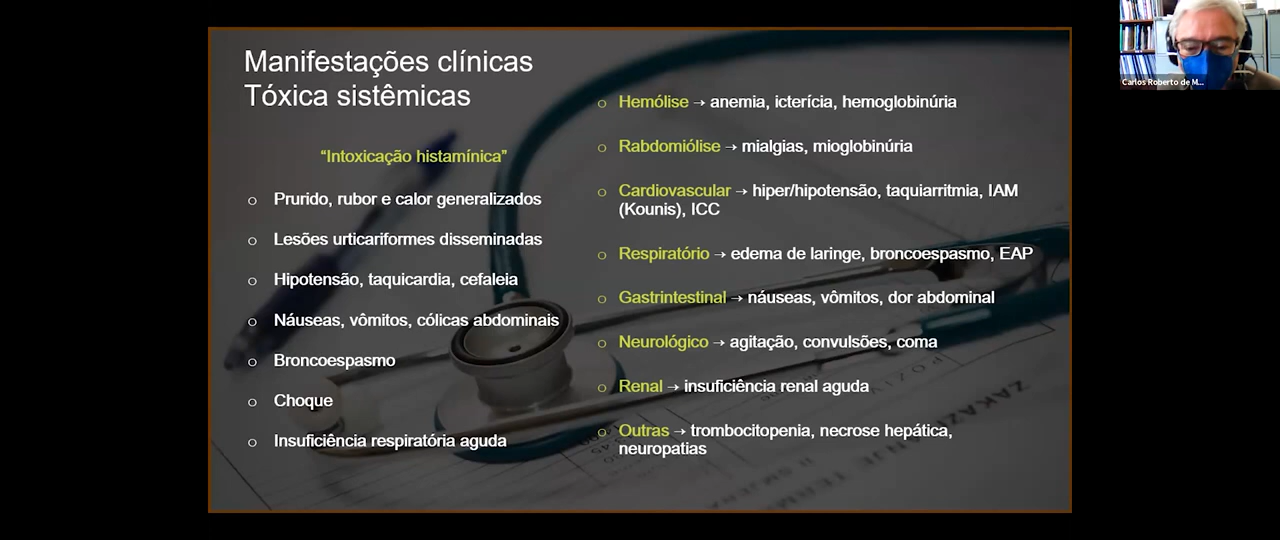 Manifestações clínicas
Tóxica sistêmicas
“Intoxicação histamínica”
o Prurido, rubor e calor generalizados
o Lesões urticariformes disseminadas
o Hipotensão, taquicardia, cefaleia
o Náuseas, vômitos, cólicas abdominais
o Broncoespasmo
o Choque
o Insuficiência respiratória aguda
o Hemólise → anemia, icterícia, hemoglobinúria
o Rabdomiólise → mialgias, mioglobinúria
o Cardiovascular → hiper/hipotensão, taquiarritmia, IAM
(Kounis), ICC
o Respiratório → edema de laringe, broncoespasmo, EAP
o Gastrintestinal → náuseas, vômitos, dor abdominal
o Neurológico → agitação, convulsões, coma
o Renal → insuficiência renal aguda
o Outras → trombocitopenia, necrose hepática,
neuropatias
Carlos Roberto de M...
ZAKAZOVANJE TERM